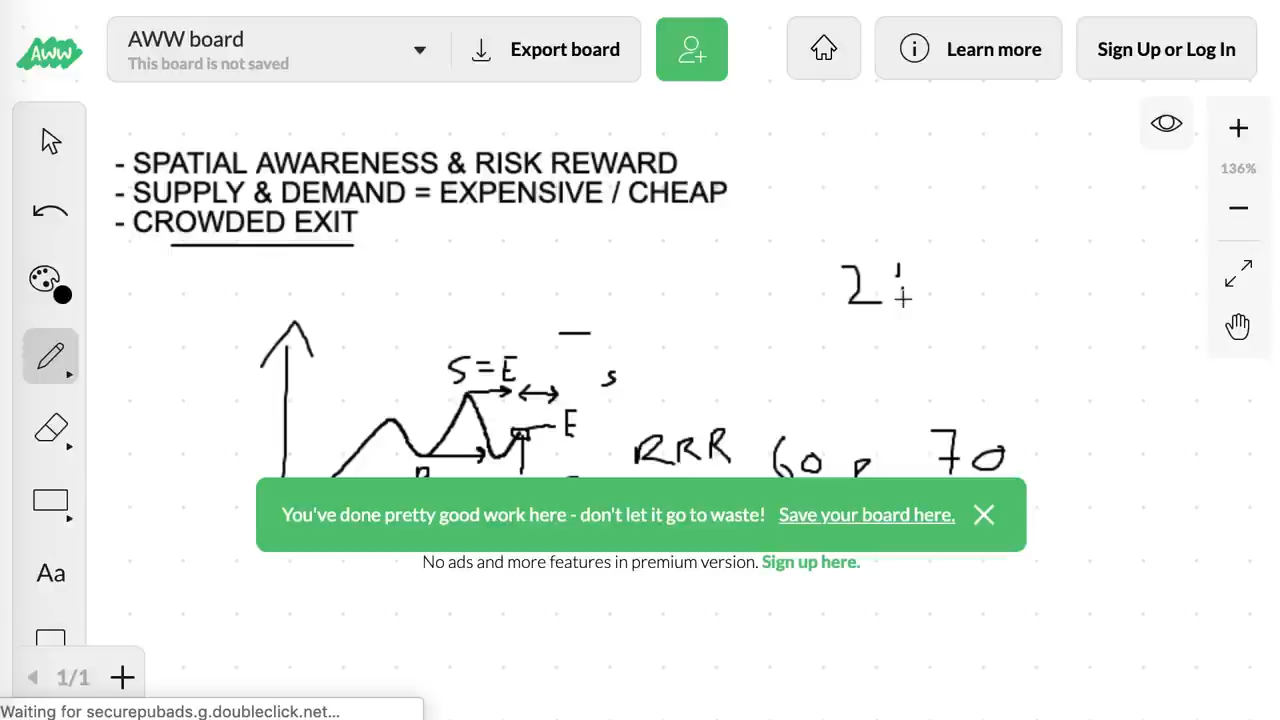 AWW
AWW board
This board is not saved
Export board
Learn more
Sign Up or Log In
136%
- SPATIAL AWARENESS & RISK REWARD
- SUPPLY & DEMAND = EXPENSIVE / CHEAP
- CROWDED EXIT
2
S = E
s
E
RRR 60 P 70
You've done pretty good work here - don't let it go to waste! Save your board here.
No ads and more features in premium version. Sign up here.
Aa
1/1
Waiting for securepubads.g.doubleclick.net...